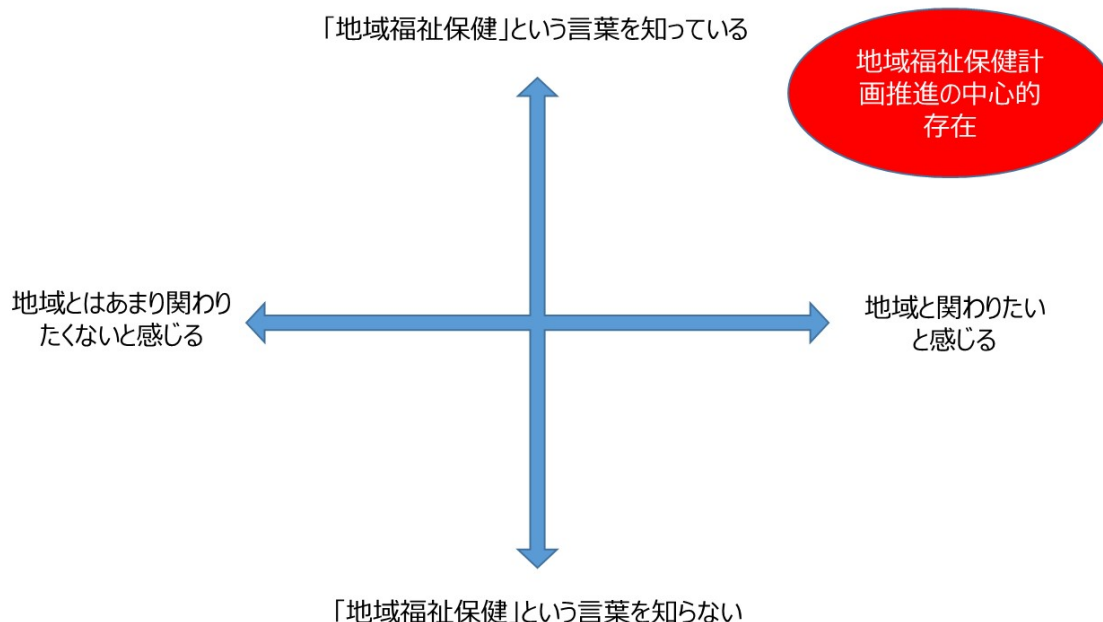 「地域福祉保健」という言葉を知っている
地域福祉保健計
画推進の中心的
存在
地域とはあまり関わり
たくないと感じる
地域と関わりたい
と感じる
「地域福祉保健」という言葉を知らない